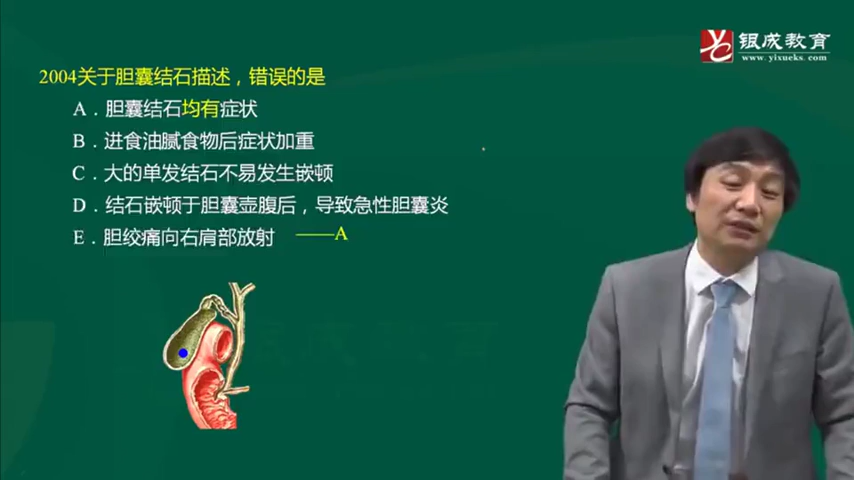 银成教育
www.yixueks.com
2004关于胆囊结石描述，错误的是
A．胆囊结石均有症状
B．进食油腻食物后症状加重
C．大的单发结石不易发生嵌顿
D．结石嵌顿于胆囊壶腹后，导致急性胆囊炎
E．胆绞痛向右肩部放射 ——A
银成教育